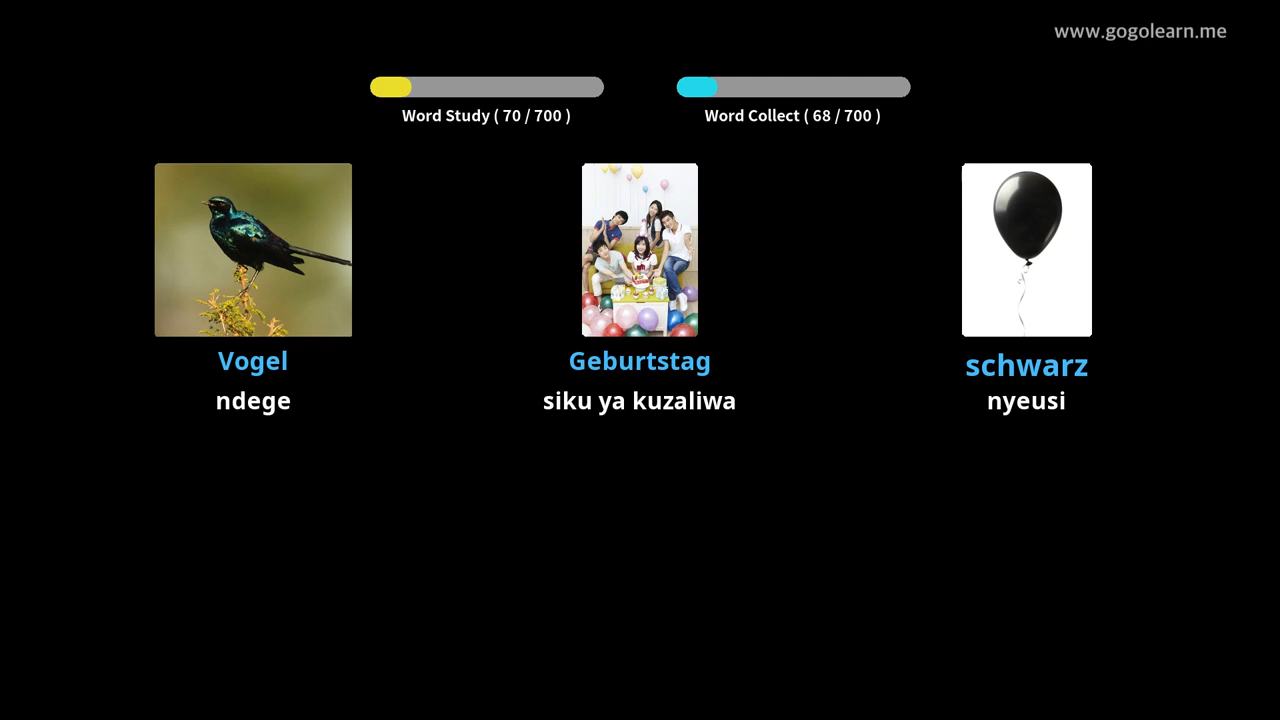 www.gogolearn.me
Word Study ( 70 / 700 )
Word Collect ( 68 / 700 )
Vogel
ndege
Geburtstag
siku ya kuzaliwa
schwarz
nyeusi